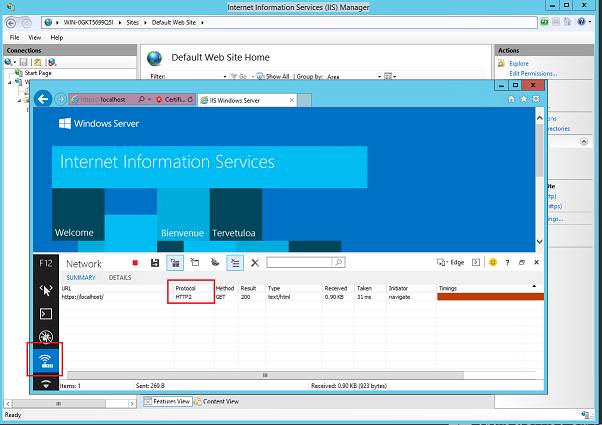 Internet Information Services (IIS) Manager
WIN-0GKT5699Q5I Sites Default Web Site
File View Help
Connections
Start Page
Default Web Site Home
Filter: Go Show All Group by: Area
Actions
Explore
Edit Permissions...
https://localhost Certifi... IIS Windows Server
Windows Server
Internet Information Services
Welcome Bienvenue Tervetuloa
F12 Network Edge
SUMMARY DETAILS
URL Protocol Method Result Type Received Taken Initiator Timings
https://localhost/ HTTP2 GET 200 text/html 0.90 KB 31 ms navigate
Items: 1 Sent: 269 B Received: 0.90 KB (923 bytes)
Features View Content View
Ready